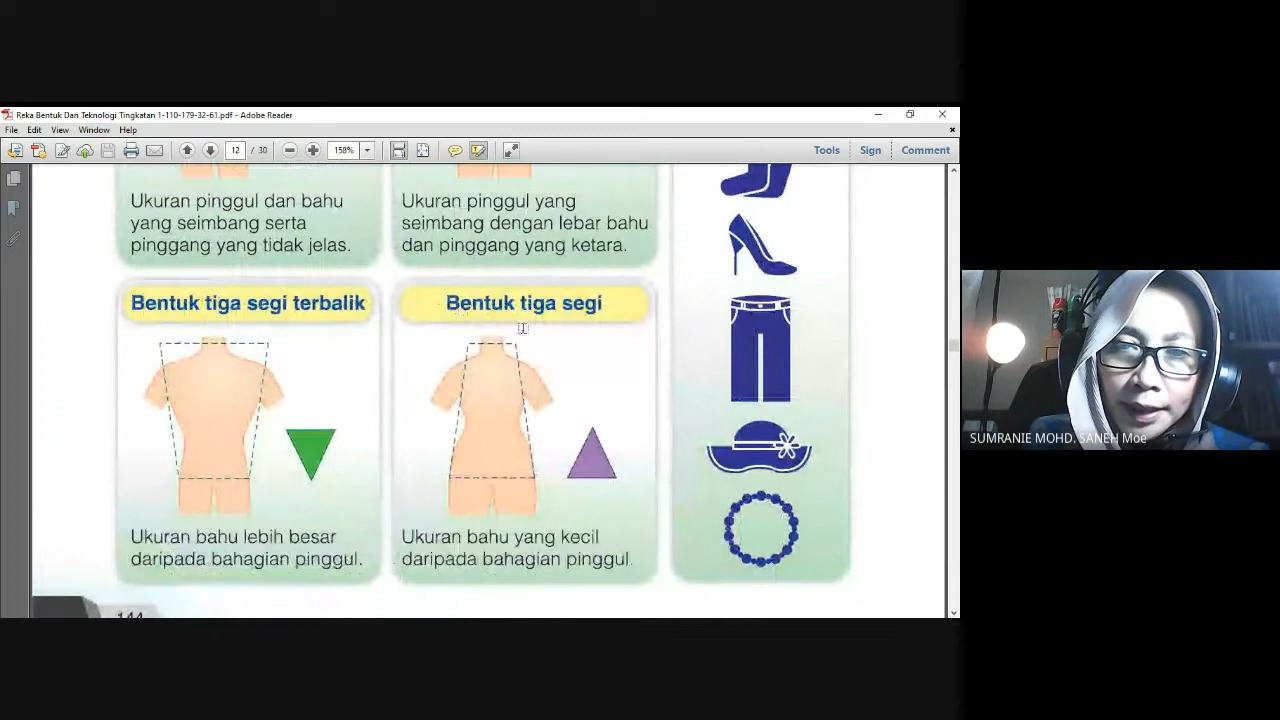 Reka Bentuk Dan Teknologi Tingkatan 1-110-179-32-61.pdf - Adobe Reader
File Edit View Window Help
12 / 30 158% Tools Sign Comment
Ukuran pinggul dan bahu
yang seimbang serta
pinggang yang tidak jelas.
Ukuran pinggul yang
seimbang dengan lebar bahu
dan pinggang yang ketara.
Bentuk tiga segi terbalik
Ukuran bahu lebih besar
daripada bahagian pinggul.
Bentuk tiga segi
Ukuran bahu yang kecil
daripada bahagian pinggul.
144
SUMRANIE MOHD. SANEH Moe